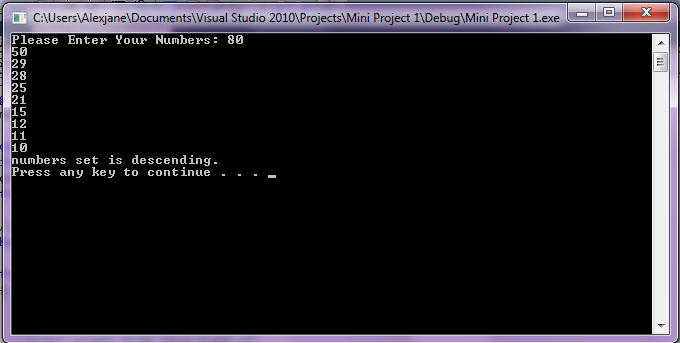 C:\Users\Alexjane\Documents\Visual Studio 2010\Projects\Mini Project 1\Debug\Mini Project 1.exe
Please Enter Your Numbers: 80
50
29
28
25
21
15
12
11
10
numbers set is descending.
Press any key to continue . . .